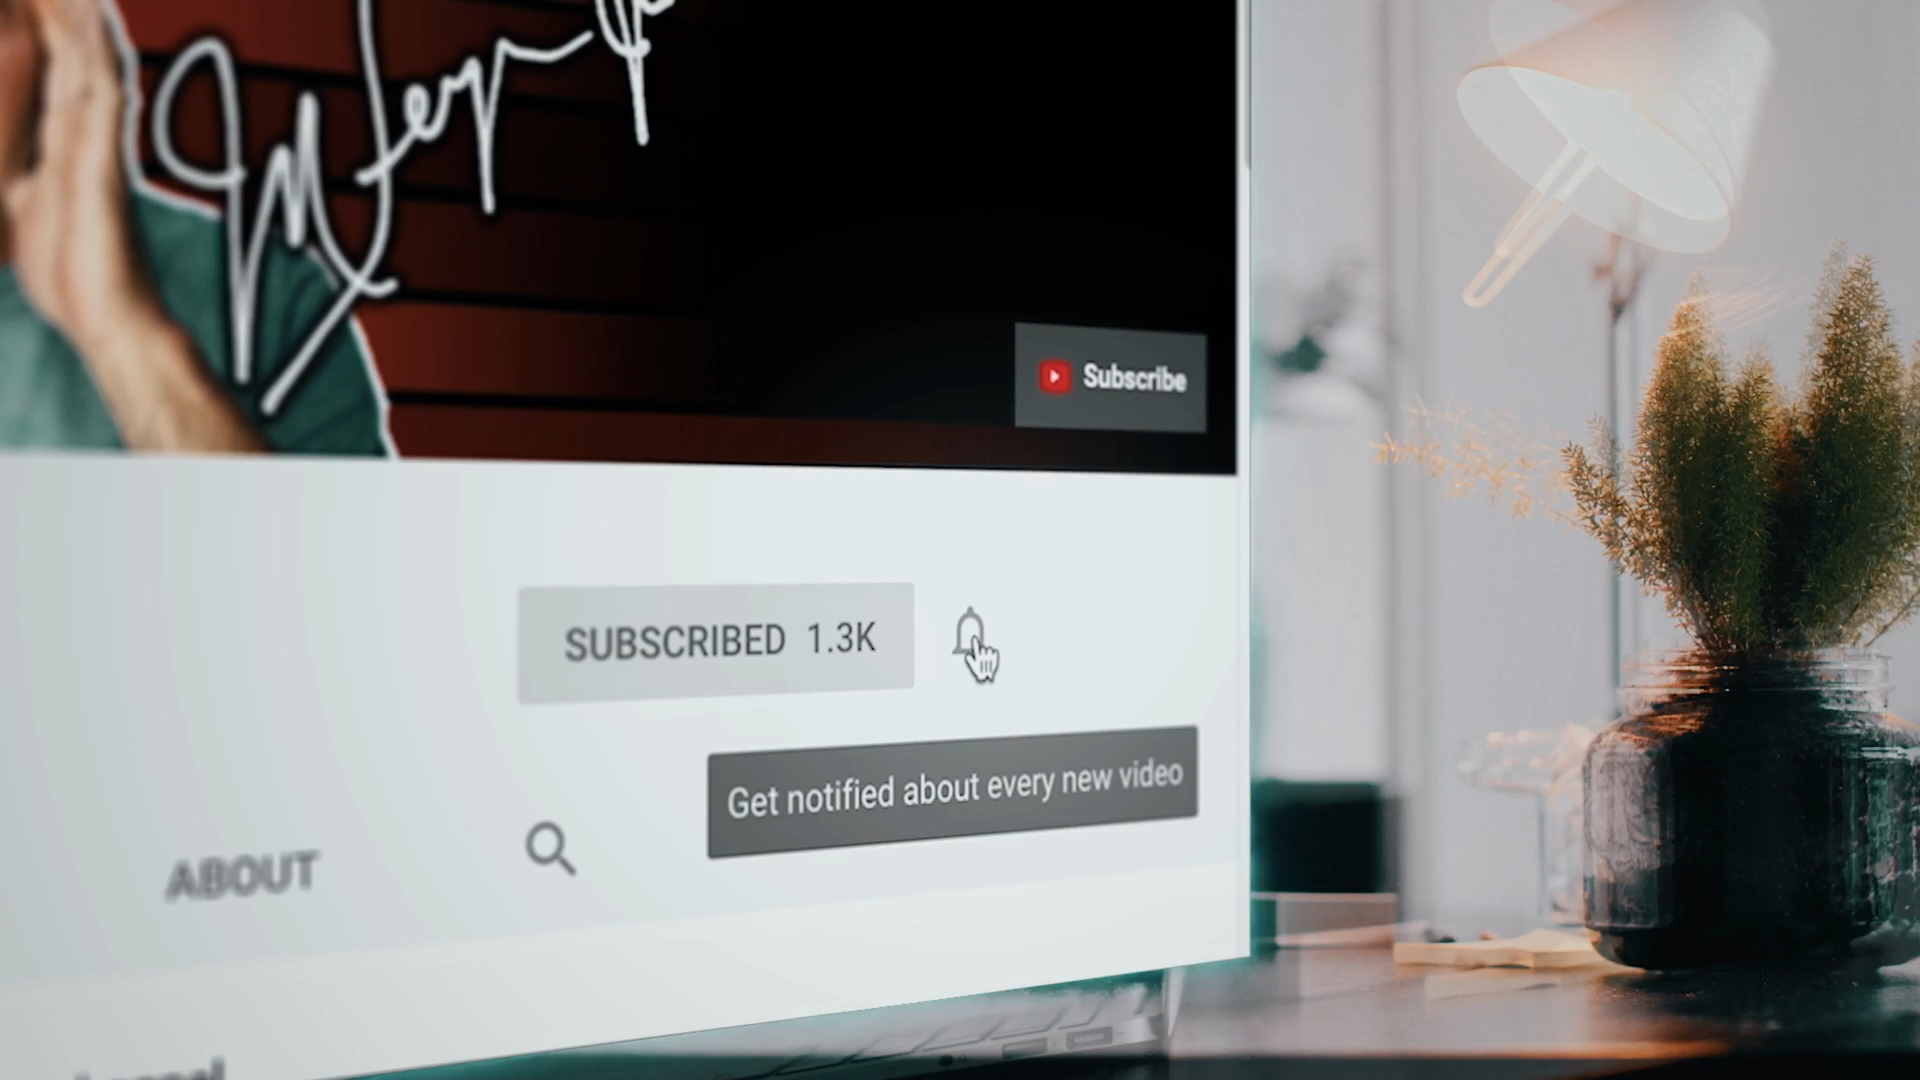 Subscribe
SUBSCRIBED 1.3K
Get notified about every new video
ABOUT